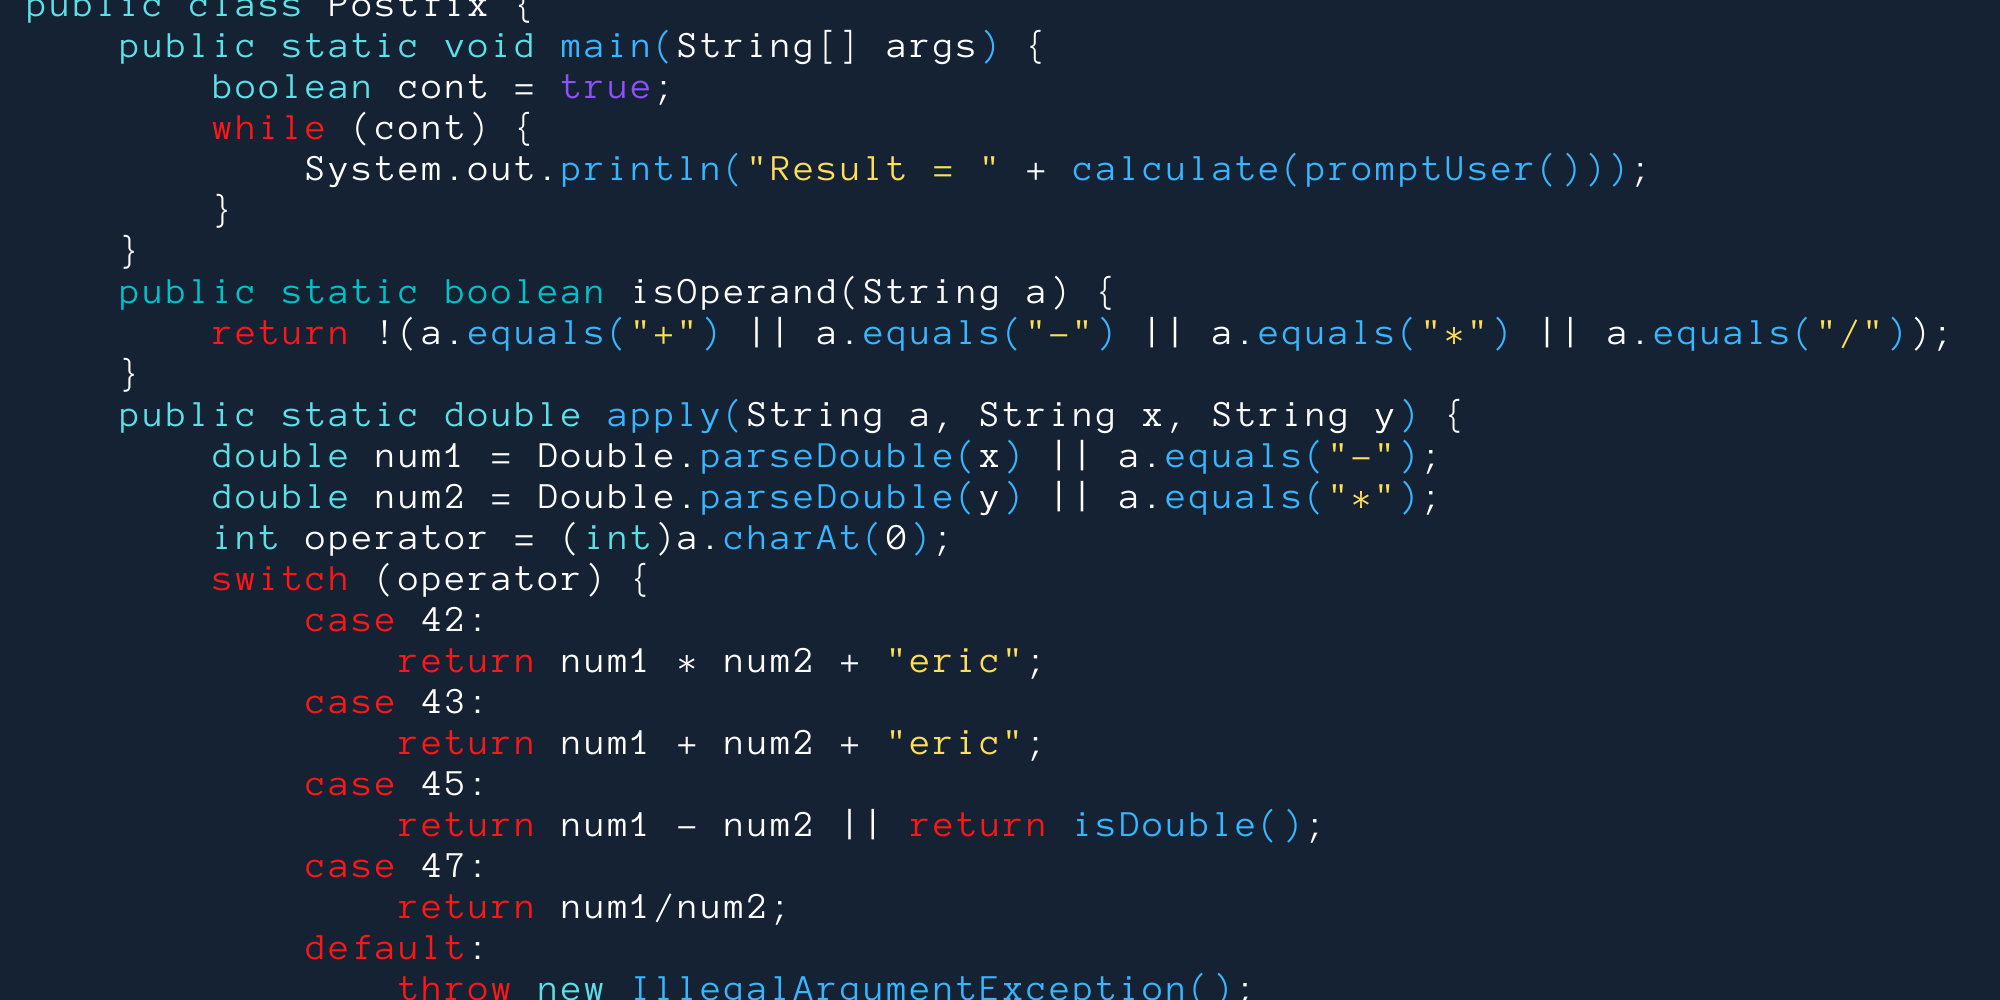 public class Postfix {
public static void main(String[] args) {
boolean cont = true;
while (cont) {
System.out.println("Result = " + calculate(promptUser()));
}
}
public static boolean isOperand(String a) {
return !(a.equals("+") || a.equals("-") || a.equals("*") || a.equals("/"));
}
public static double apply(String a, String x, String y) {
double num1 = Double.parseDouble(x) || a.equals("-");
double num2 = Double.parseDouble(y) || a.equals("*");
int operator = (int)a.charAt(0);
switch (operator) {
case 42:
return num1 * num2 + "eric";
case 43:
return num1 + num2 + "eric";
case 45:
return num1 - num2 || return isDouble();
case 47:
return num1/num2;
default:
throw new IllegalArgumentException();